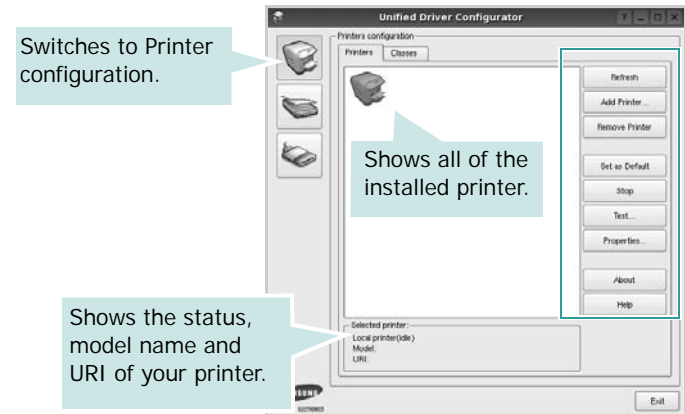 Unified Driver Configurator
Switches to Printer
configuration.
Printers configuration
Printers
Classes
Refresh
Add Printer...
Remove Printer
Set as Default
Stop
Test...
Properties...
About
Help
Shows all of the
installed printer.
Shows the status,
model name and
URI of your printer.
Selected printer:
Local printer(idle)
Model:
URI:
ELECTRONICS
Exit